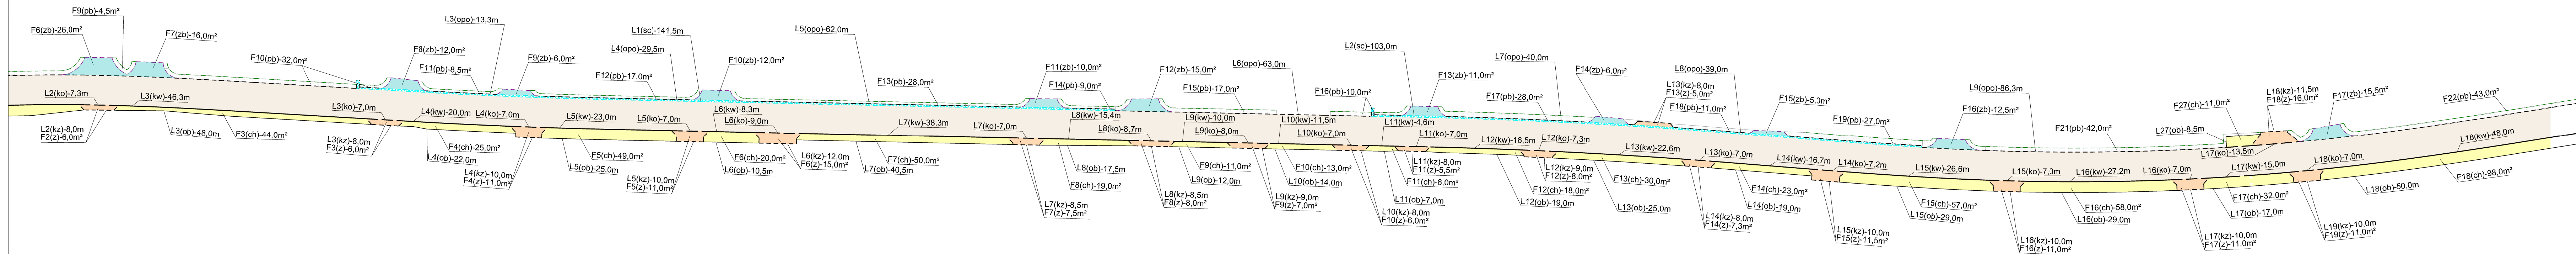 F9(pb)-4,5m²
F6(zb)-26,0m²
F7(zb)-16,0m²
F10(pb)-32,0m²
L3(opo)-13,3m
F8(zb)-12,0m²
F11(pb)-8,5m²
F9(zb)-6,0m²
L1(sc)-141,5m
L4(opo)-29,5m
F12(pb)-17,0m²
F10(zb)-12.0m²
L5(opo)-62,0m
F13(pb)-28,0m²
F11(zb)-10,0m²
F14(pb)-9,0m²
F12(zb)-15,0m²
F15(pb)-17,0m²
L6(opo)-63,0m
L2(sc)-103,0m
F16(pb)-10,0m²
F13(zb)-11,0m²
L7(opo)-40,0m
F17(pb)-28,0m²
F14(zb)-6,0m²
L8(opo)-39,0m
L13(kz)-8,0m
F13(z)-5,0m²
F18(pb)-11,0m²
F15(zb)-5,0m²
F19(pb)-27,0m²
L9(opo)-86,3m
F16(zb)-12,5m²
F21(pb)-42,0m²
F27(ch)-11,0m²
L27(ob)-8,5m
L18(kz)-11,5m
F18(z)-16,0m²
F17(zb)-15,5m²
F22(pb)-43,0m²
L2(ko)-7,3m
L3(kw)-46,3m
L3(ko)-7,0m
L4(kw)-20,0m
L4(ko)-7,0m
L5(kw)-23,0m
L5(ko)-7,0m
L6(kw)-8,3m
L6(ko)-9,0m
L7(kw)-38,3m
L7(ko)-7,0m
L8(kw)-15,4m
L8(ko)-8,7m
L9(kw)-10,0m
L9(ko)-8,0m
L10(kw)-11,5m
L10(ko)-7,0m
L11(kw)-4,6m
L11(ko)-7,0m
L12(kw)-16,5m
L12(ko)-7,3m
L13(kw)-22,6m
L13(ko)-7,0m
L14(kw)-16,7m
L14(ko)-7,2m
L15(kw)-26,6m
L15(ko)-7,0m
L16(kw)-27,2m
L16(ko)-7,0m
L17(ko)-13,5m
L17(kw)-15,0m
L18(ko)-7,0m
L18(kw)-48,0m
L2(kz)-8,0m
F2(z)-6,0m²
L3(ob)-48,0m
F3(ch)-44,0m²
L3(kz)-8,0m
F3(z)-6,0m²
F4(ch)-25,0m²
L4(ob)-22,0m
L4(kz)-10,0m
F4(z)-11,0m²
F5(ch)-49,0m²
L5(ob)-25,0m
L5(kz)-10,0m
F5(z)-11,0m²
F6(ch)-20,0m²
L6(ob)-10,5m
L6(kz)-12,0m
F6(z)-15,0m²
F7(ch)-50,0m²
L7(ob)-40,5m
L7(kz)-8,5m
F7(z)-7,5m²
L8(ob)-17,5m
F8(ch)-19,0m²
L8(kz)-8,5m
F8(z)-8,0m²
F9(ch)-11,0m²
L9(ob)-12,0m
L9(kz)-9,0m
F9(z)-7,0m²
F10(ch)-13,0m²
L10(ob)-14,0m
L10(kz)-8,0m
F10(z)-6,0m²
L11(kz)-8,0m
F11(z)-5,5m²
F11(ch)-6,0m²
L11(ob)-7,0m
L12(kz)-9,0m
F12(z)-8,0m²
F12(ch)-18,0m²
L12(ob)-19,0m
F13(ch)-30,0m²
L13(ob)-25,0m
L14(kz)-8,0m
F14(z)-7,3m²
F14(ch)-23,0m²
L14(ob)-19,0m
L15(kz)-10,0m
F15(z)-11,5m²
F15(ch)-57,0m²
L15(ob)-29,0m
L16(kz)-10,0m
F16(z)-11,0m²
F16(ch)-58,0m²
L16(ob)-29,0m
F17(ch)-32,0m²
L17(ob)-17,0m
L17(kz)-10,0m
F17(z)-11,0m²
L19(kz)-10,0m
F19(z)-11,0m²
L18(ob)-50,0m
F18(ch)-98,0m²